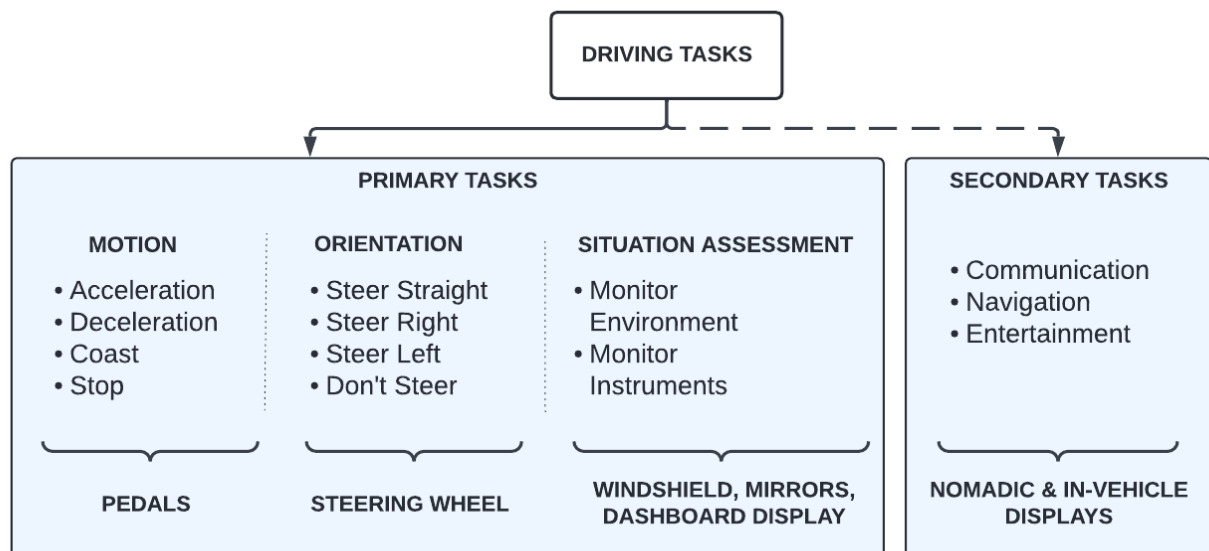 DRIVING TASKS
PRIMARY TASKS
MOTION
• Acceleration
• Deceleration
• Coast
• Stop
PEDALS
ORIENTATION
• Steer Straight
• Steer Right
• Steer Left
• Don't Steer
STEERING WHEEL
SITUATION ASSESSMENT
• Monitor
Environment
• Monitor
Instruments
WINDSHIELD, MIRRORS,
DASHBOARD DISPLAY
SECONDARY TASKS
• Communication
• Navigation
• Entertainment
NOMADIC & IN-VEHICLE
DISPLAYS